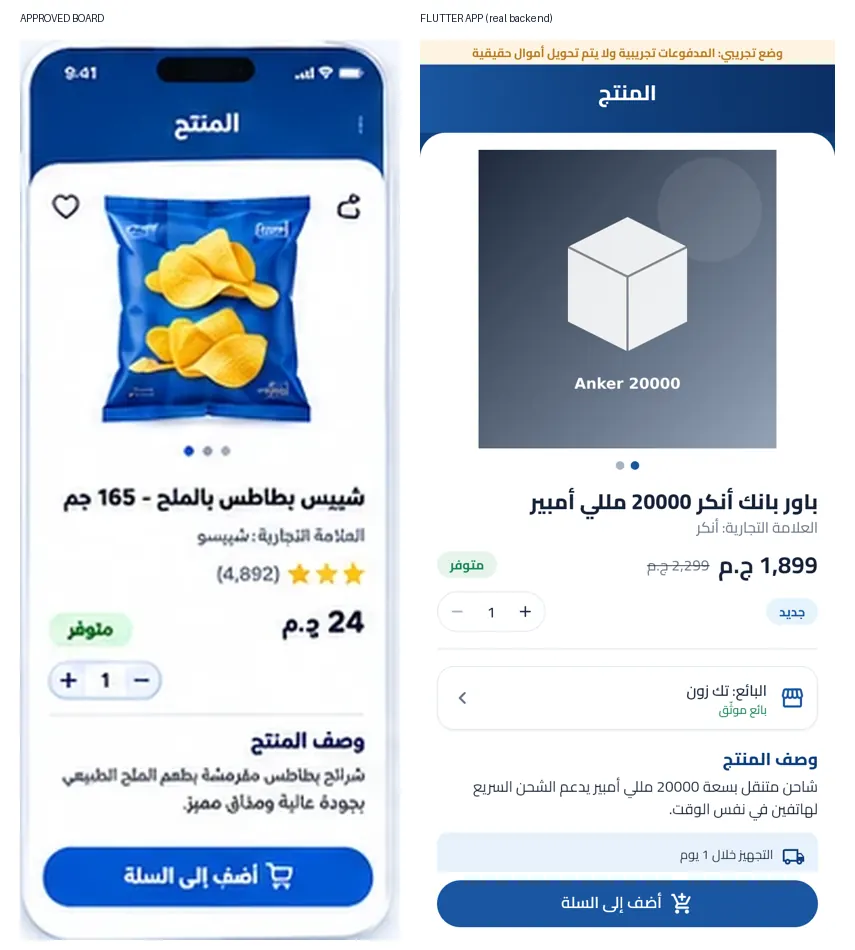 APPROVED BOARD
9:41
المنتج
شيبس بطاطس بالملح - 165 جم
العلامة التجارية: شيبسو
(4,892)
24 ج.م
متوفر
+ 1 −
وصف المنتج
شرائح بطاطس مقرمشة بطعم الملح الطبيعي
بجودة عالية ومذاق مميز.
أضف إلى السلة
FLUTTER APP (real backend)
وضع تجريبي: المدفوعات تجريبية ولا يتم تحويل أموال حقيقية
المنتج
Anker 20000
باور بانك أنكر 20000 مللي أمبير
العلامة التجارية: أنكر
1,899 ج.م 2,299 ج.م
متوفر
جديد
− 1 +
البائع: تك زون
بائع موثّق
وصف المنتج
شاحن متنقل بسعة 20000 مللي أمبير يدعم الشحن السريع
لهاتفين في نفس الوقت.
التجهيز خلال 1 يوم
أضف إلى السلة